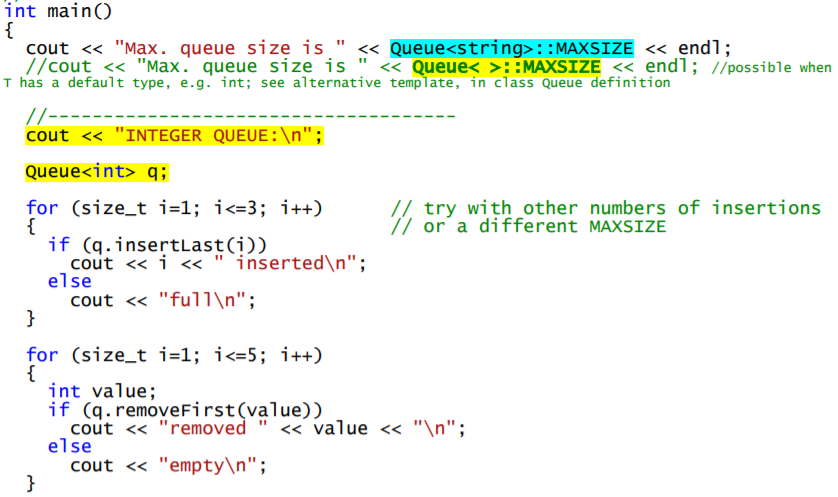 int main()
{
  cout << "Max. queue size is " << Queue<string>::MAXSIZE << endl;
  //cout << "Max. queue size is " << Queue< >::MAXSIZE << endl; //possible when
T has a default type, e.g. int; see alternative template, in class Queue definition
  //-------------------------------------
  cout << "INTEGER QUEUE:\n";
  Queue<int> q;
  for (size_t i=1; i<=3; i++)      // try with other numbers of insertions
  {                                // or a different MAXSIZE
    if (q.insertLast(i))
      cout << i << " inserted\n";
    else
      cout << "full\n";
  }
  for (size_t i=1; i<=5; i++)
  {
    int value;
    if (q.removeFirst(value))
      cout << "removed " << value << "\n";
    else
      cout << "empty\n";
  }